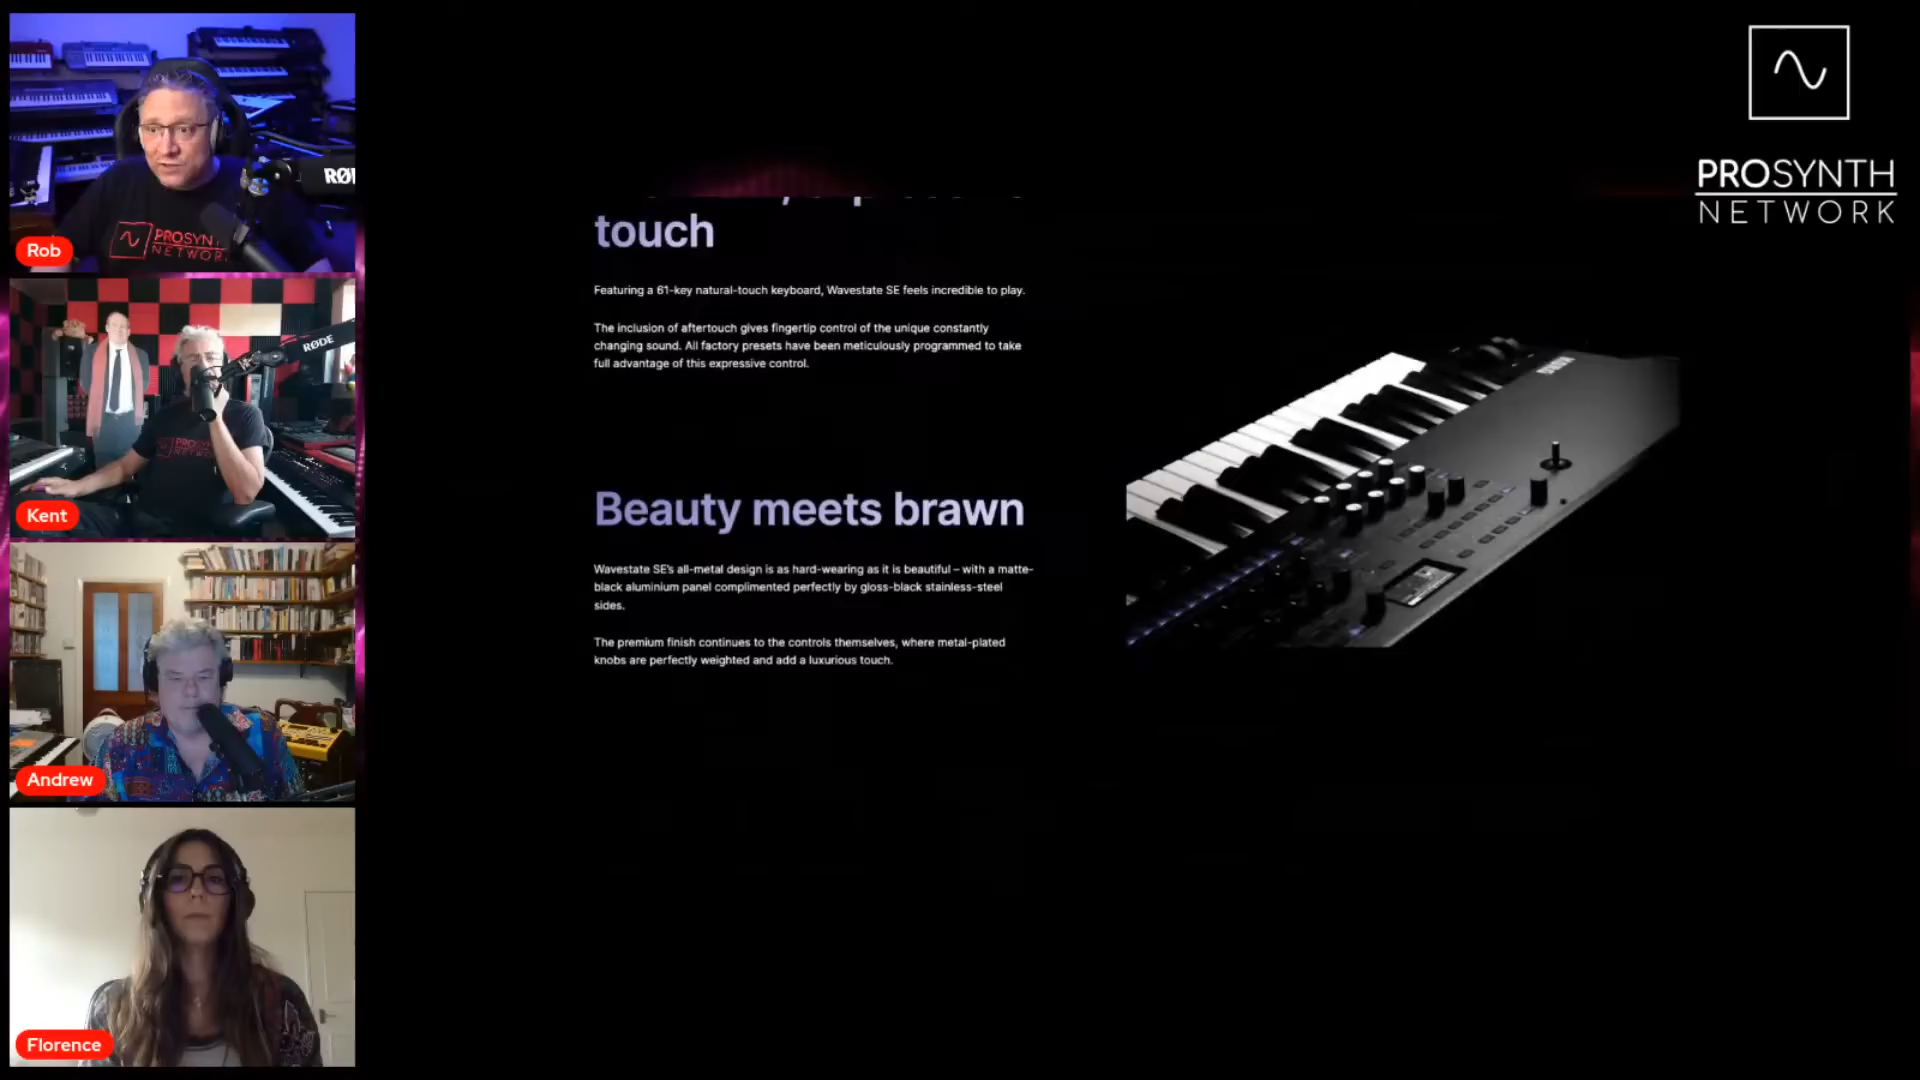 RØDE
PROSYNTH
NETWORK
Rob
RØDE
Kent
Andrew
Florence
touch
Featuring a 61-key natural-touch keyboard, Wavestate SE feels incredible to play.
The inclusion of aftertouch gives fingertip control of the unique constantly
changing sound. All factory presets have been meticulously programmed to take
full advantage of this expressive control.
Beauty meets brawn
Wavestate SE's all-metal design is as hard-wearing as it is beautiful – with a matte-
black aluminium panel complimented perfectly by gloss-black stainless-steel
sides.
The premium finish continues to the controls themselves, where metal-plated
knobs are perfectly weighted and add a luxurious touch.
KORG
PROSYNTH
NETWORK